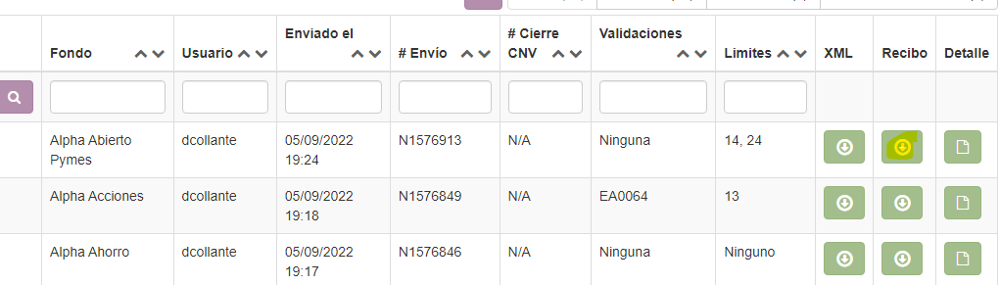 Fondo
Usuario
Enviado el
# Envío
# Cierre
CNV
Validaciones
Limites
XML
Recibo
Detalle
Alpha Abierto
Pymes
dcollante
05/09/2022
19:24
N1576913
N/A
Ninguna
14, 24
Alpha Acciones
dcollante
05/09/2022
19:18
N1576849
N/A
EA0064
13
Alpha Ahorro
dcollante
05/09/2022
19:17
N1576846
N/A
Ninguna
Ninguno